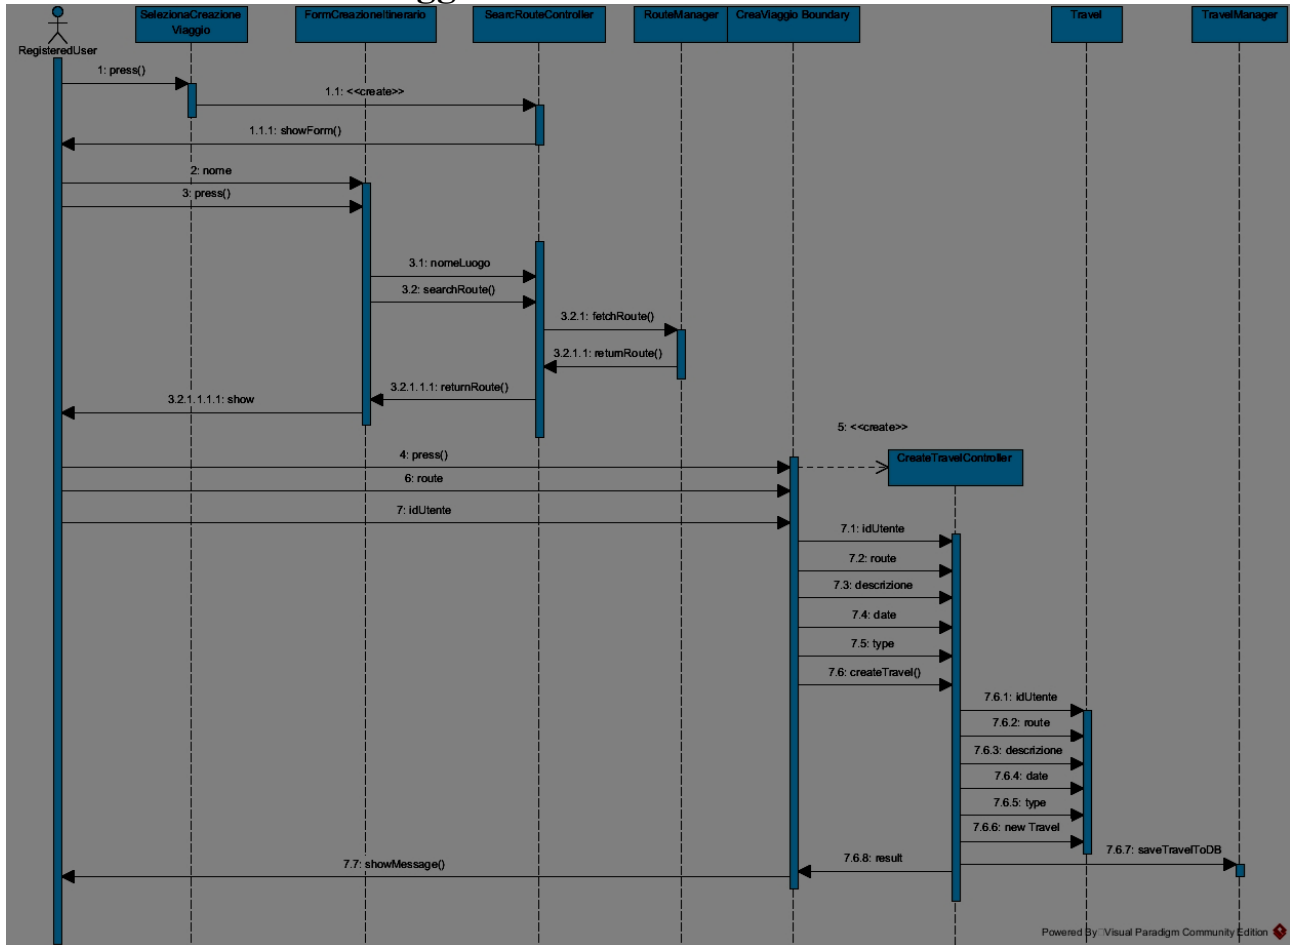 gg
SelezionaCreazione
Viaggio
FormCreazioneItinerario
SearcRouteController
RouteManager
CreaViaggio Boundary
Travel
TravelManager
RegisteredUser
1: press()
1.1: <<create>>
1.1.1: showForm()
2: nome
3: press()
3.1: nomeLuogo
3.2: searchRoute()
3.2.1: fetchRoute()
3.2.1.1: returnRoute()
3.2.1.1.1: returnRoute()
3.2.1.1.1.1: show
5: <<create>>
4: press()
CreateTravelController
6: route
7: idUtente
7.1: idUtente
7.2: route
7.3: descrizione
7.4: date
7.5: type
7.6: createTravel()
7.6.1: idUtente
7.6.2: route
7.6.3: descrizione
7.6.4: date
7.6.5: type
7.6.6: new Travel
7.6.7: saveTravelToDB
7.6.8: result
7.7: showMessage()
Powered By Visual Paradigm Community Edition